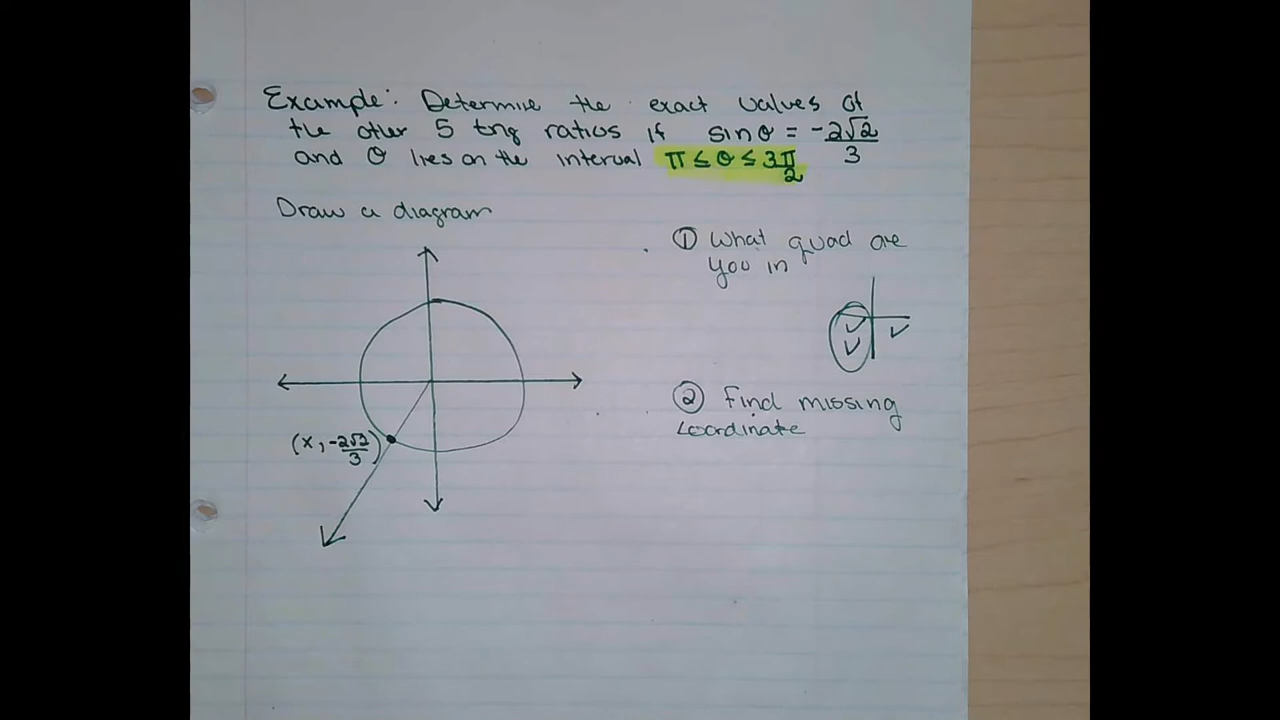 Example: Determine the exact values of
the other 5 trig ratios if sinθ = -2√2/3
and θ lies on the interval π ≤ θ ≤ 3π/2
Draw a diagram
① What quad are
you in
② Find missing
coordinate
(x, -2√2/3)